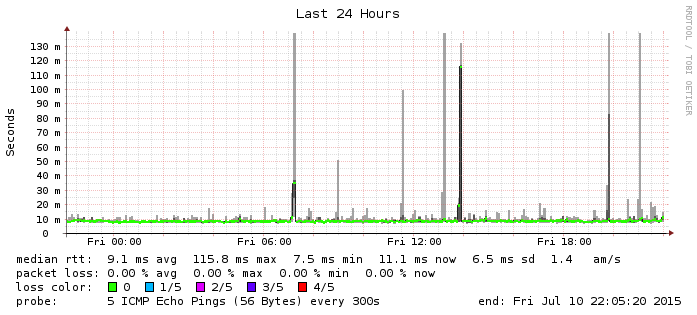 Last 24 Hours
RRDTOOL / TOBI OETIKER
Seconds
130 m
120 m
110 m
100 m
90 m
80 m
70 m
60 m
50 m
40 m
30 m
20 m
10 m
0
Fri 00:00 Fri 06:00 Fri 12:00 Fri 18:00
median rtt: 9.1 ms avg 115.8 ms max 7.5 ms min 11.1 ms now 6.5 ms sd 1.4 am/s
packet loss: 0.00 % avg 0.00 % max 0.00 % min 0.00 % now
loss color: 0 1/5 2/5 3/5 4/5
probe: 5 ICMP Echo Pings (56 Bytes) every 300s end: Fri Jul 10 22:05:20 2015